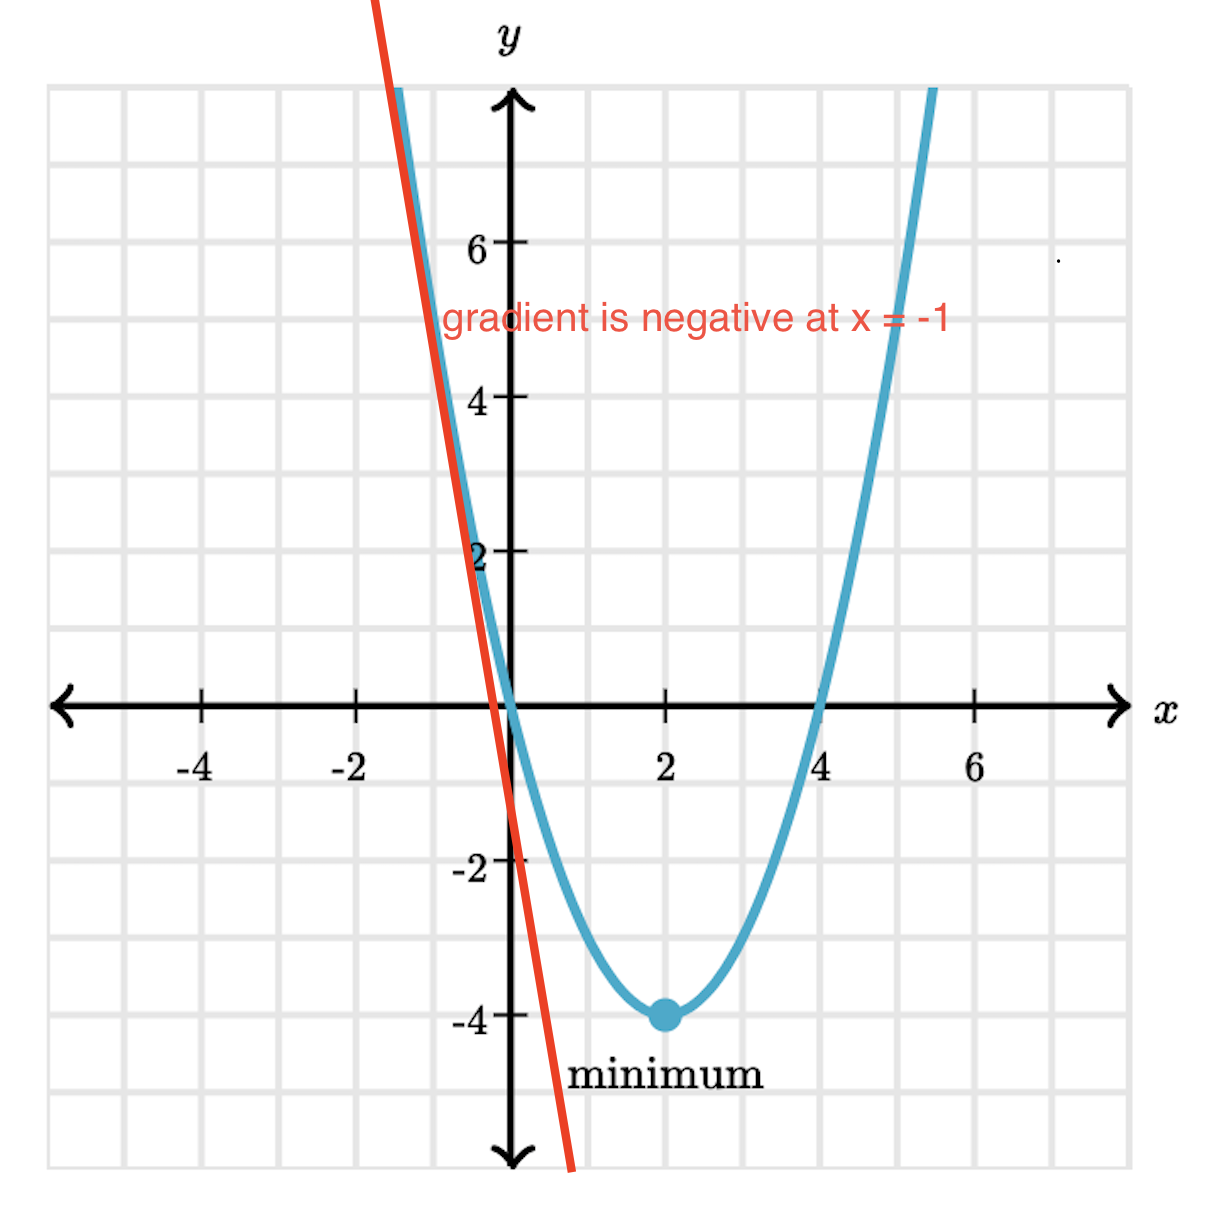 y
6
gradient is negative at x = -1
4
2
x
-4 -2 2 4 6
-2
-4
minimum